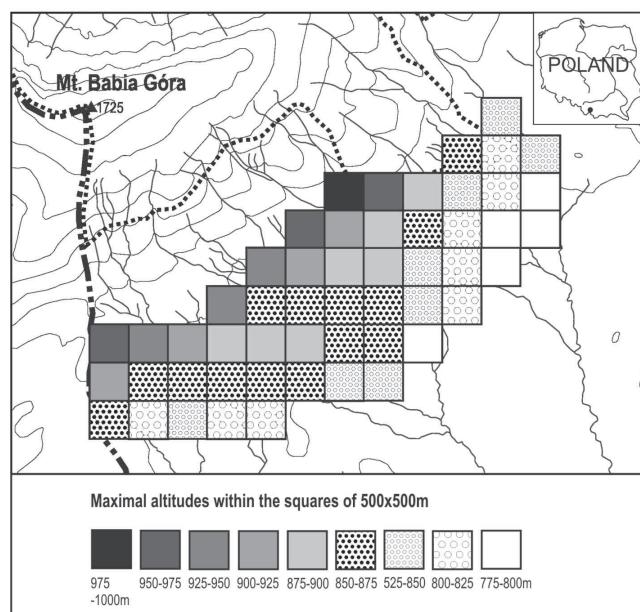 Mt. Babia Góra
1725
POLAND
Maximal altitudes within the squares of 500x500m
975
-1000m
950-975
925-950
900-925
875-900
850-875
525-850
800-825
775-800m